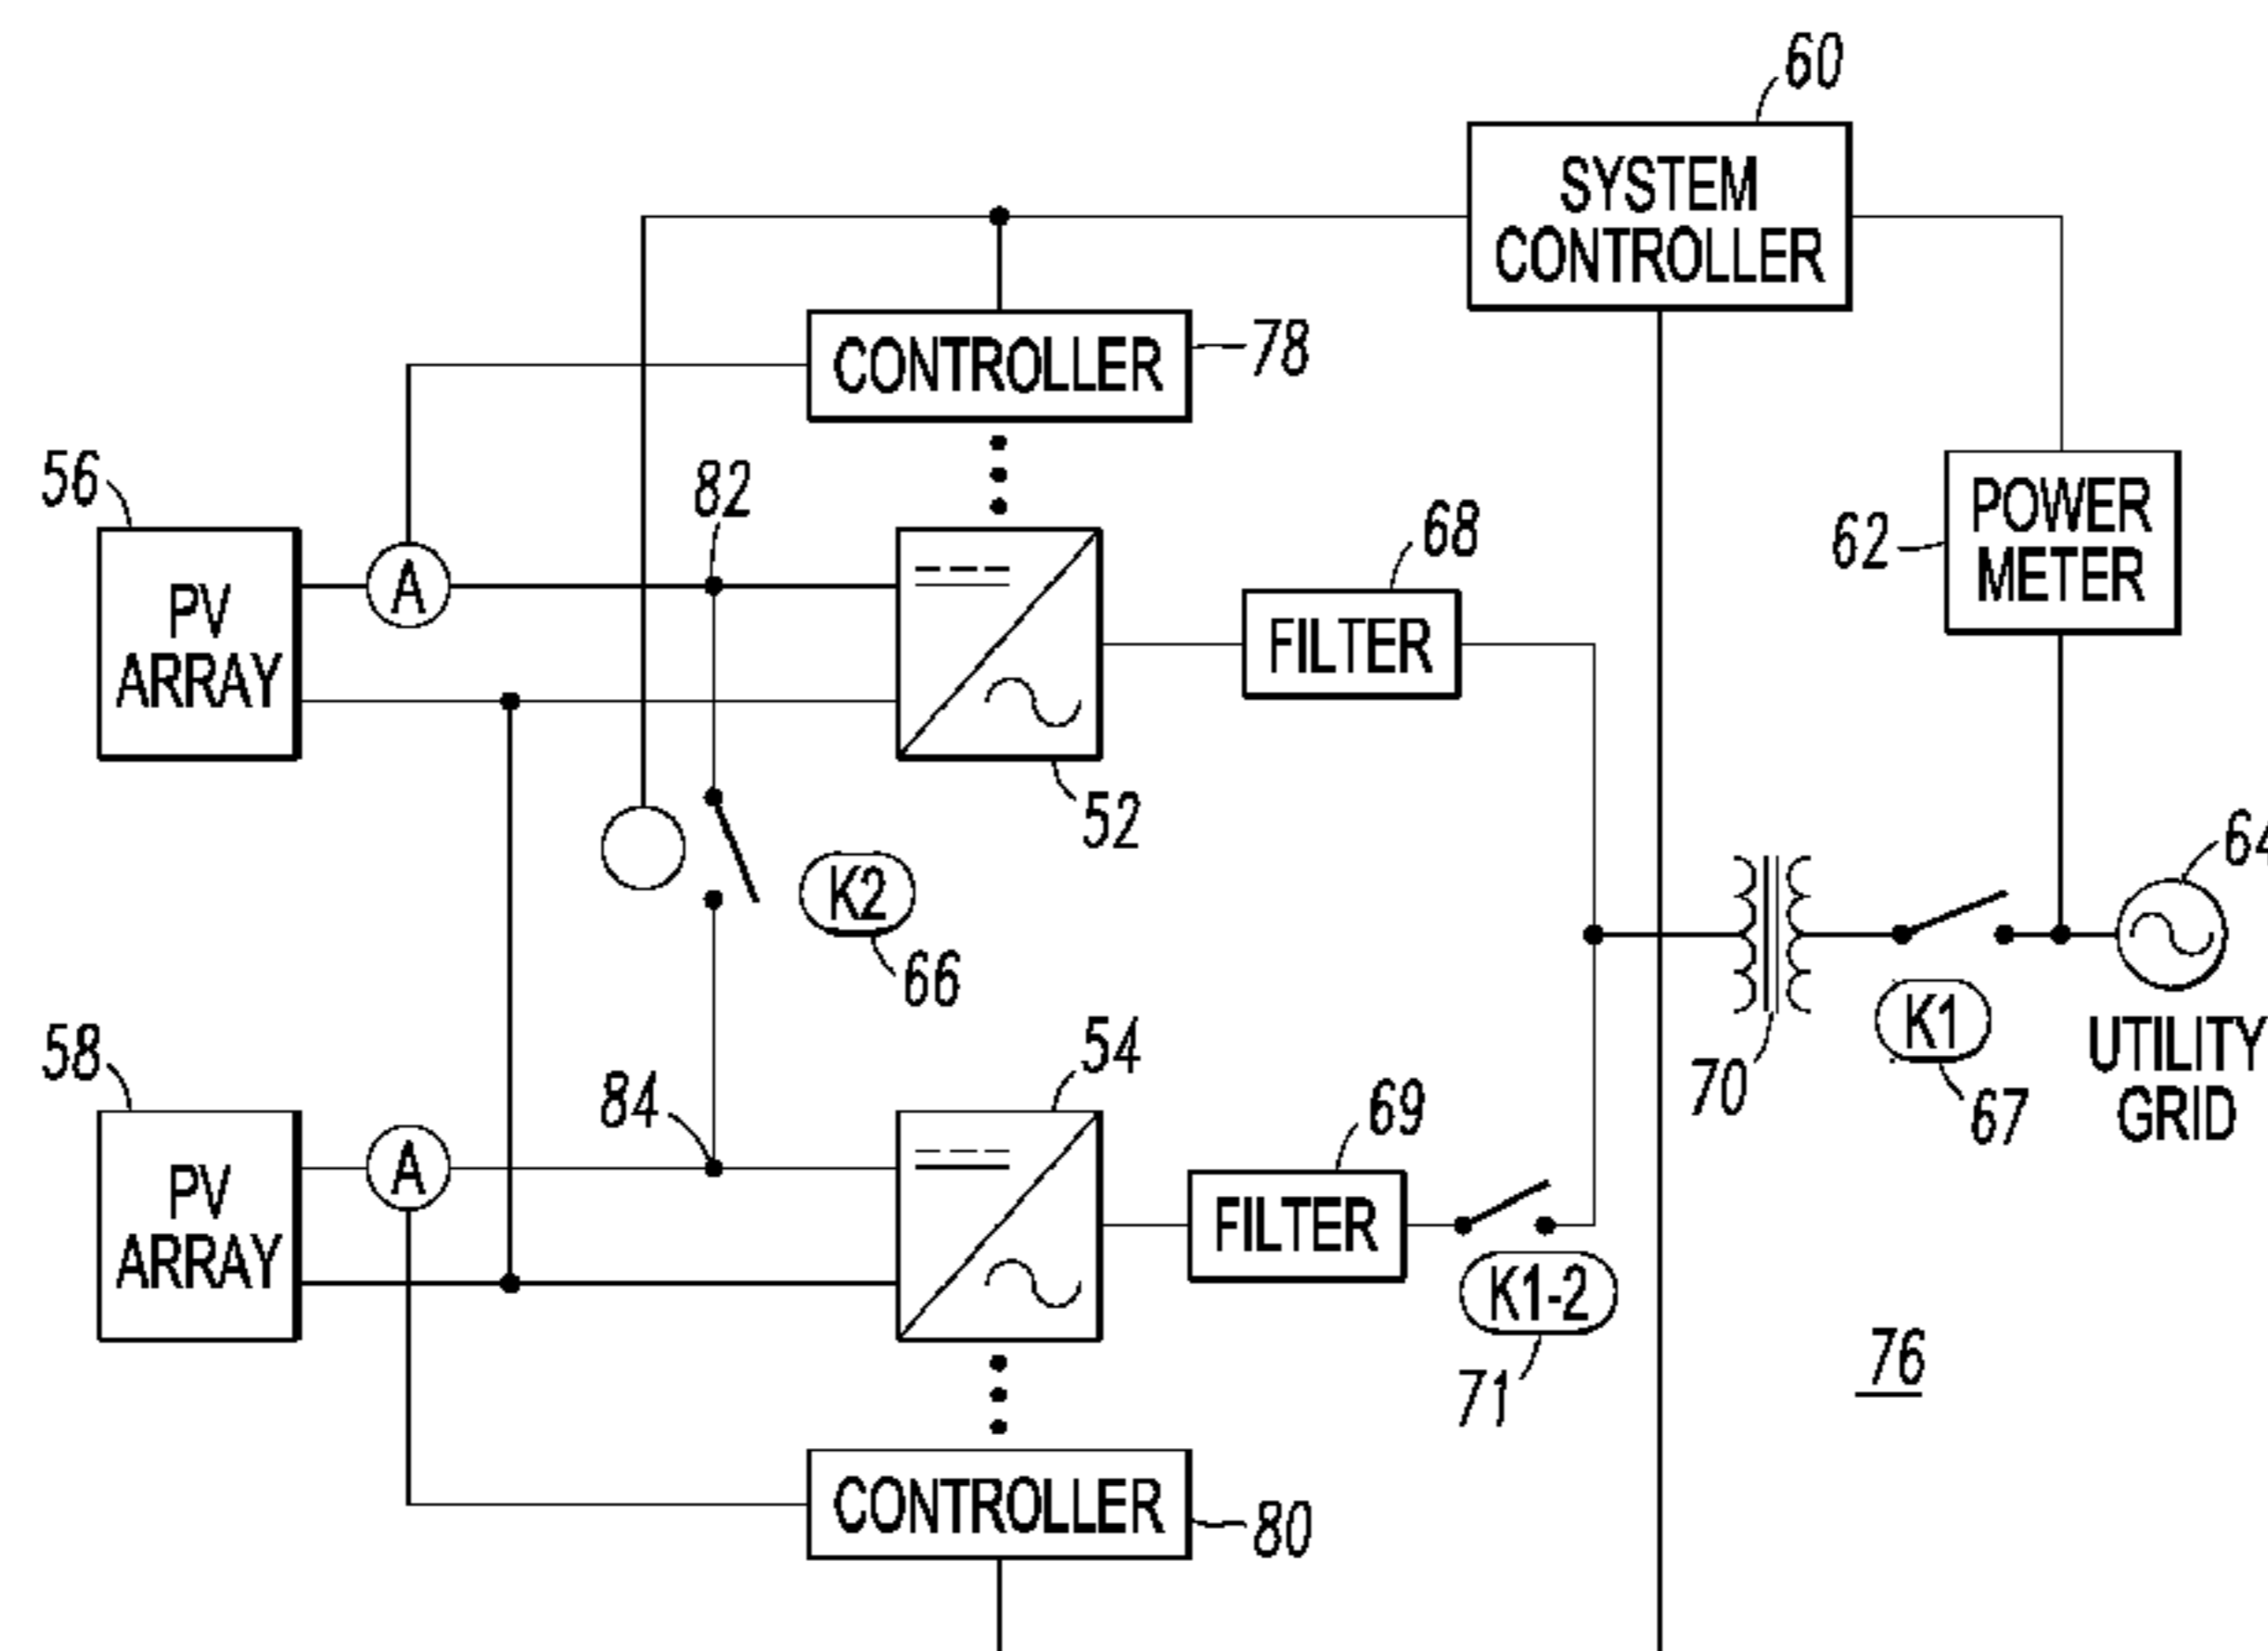 60
SYSTEM
CONTROLLER
CONTROLLER
78
56
82
68
62
POWER
METER
PV
ARRAY
A
FILTER
52
64
K2
66
K1
67
UTILITY
GRID
70
58
84
54
69
PV
ARRAY
A
FILTER
K1-2
71
76
CONTROLLER
80